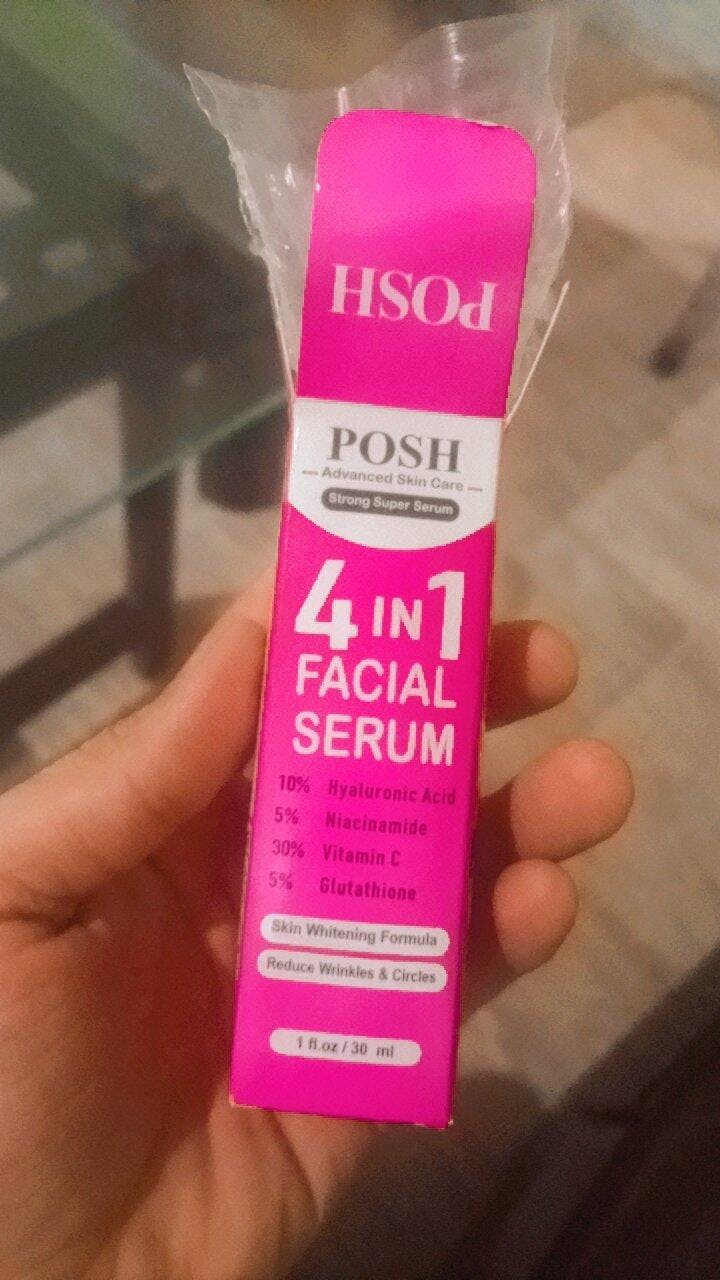 POSH
POSH
Advanced Skin Care
Strong Super Serum
4 IN 1
FACIAL
SERUM
10% Hyaluronic Acid
5% Niacinamide
30% Vitamin C
5% Glutathione
Skin Whitening Formula
Reduce Wrinkles & Circles
1 fl.oz / 30 ml